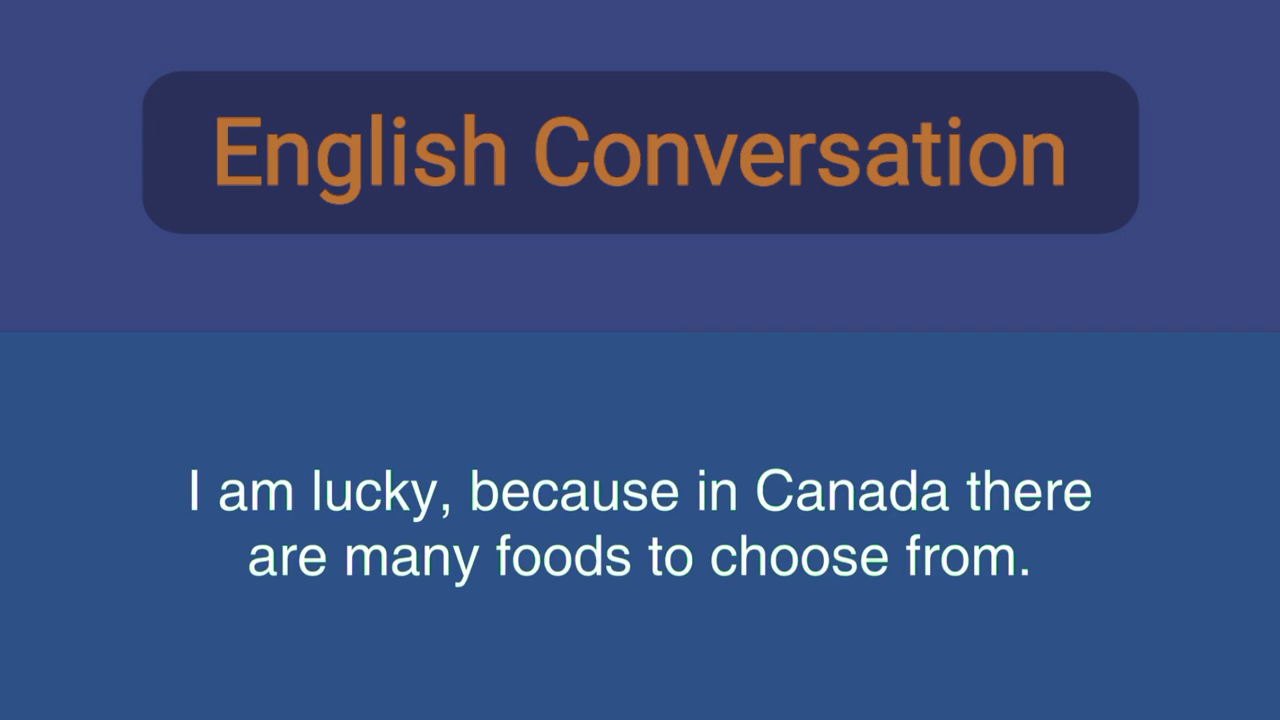 English Conversation
I am lucky, because in Canada there
are many foods to choose from.